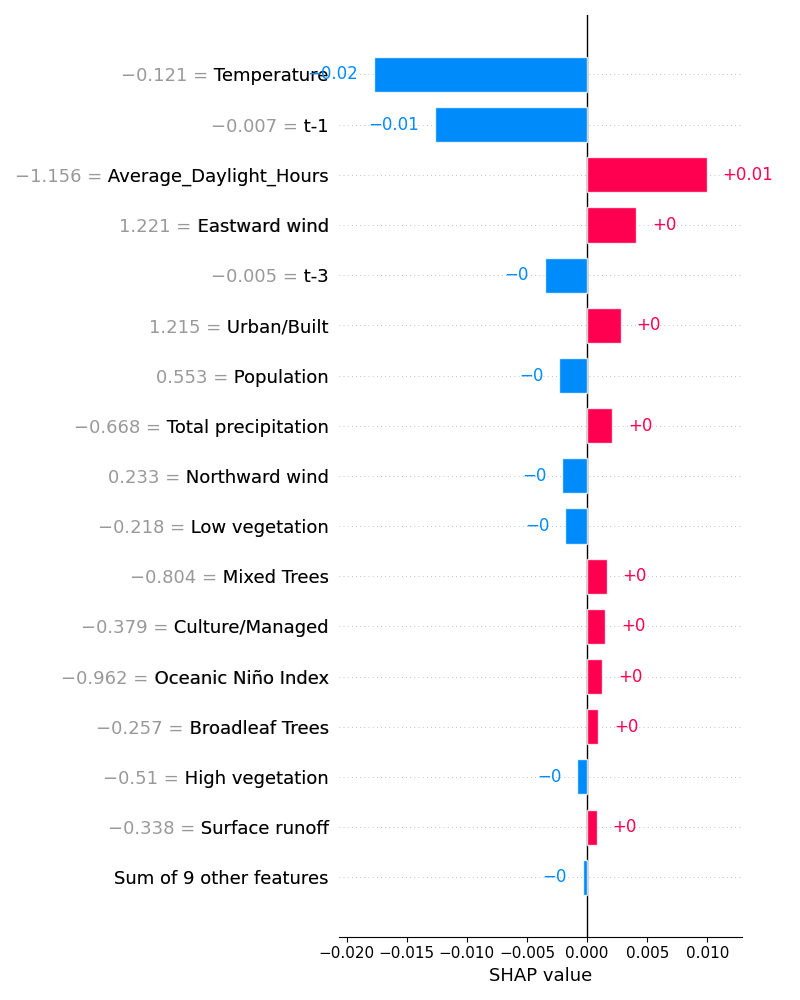 −0.121 = Temperature −0.02
−0.007 = t-1 −0.01
−1.156 = Average_Daylight_Hours +0.01
1.221 = Eastward wind +0
−0.005 = t-3 −0
1.215 = Urban/Built +0
0.553 = Population −0
−0.668 = Total precipitation +0
0.233 = Northward wind −0
−0.218 = Low vegetation −0
−0.804 = Mixed Trees +0
−0.379 = Culture/Managed +0
−0.962 = Oceanic Niño Index +0
−0.257 = Broadleaf Trees +0
−0.51 = High vegetation −0
−0.338 = Surface runoff +0
Sum of 9 other features −0
−0.020 −0.015 −0.010 −0.005 0.000 0.005 0.010
SHAP value